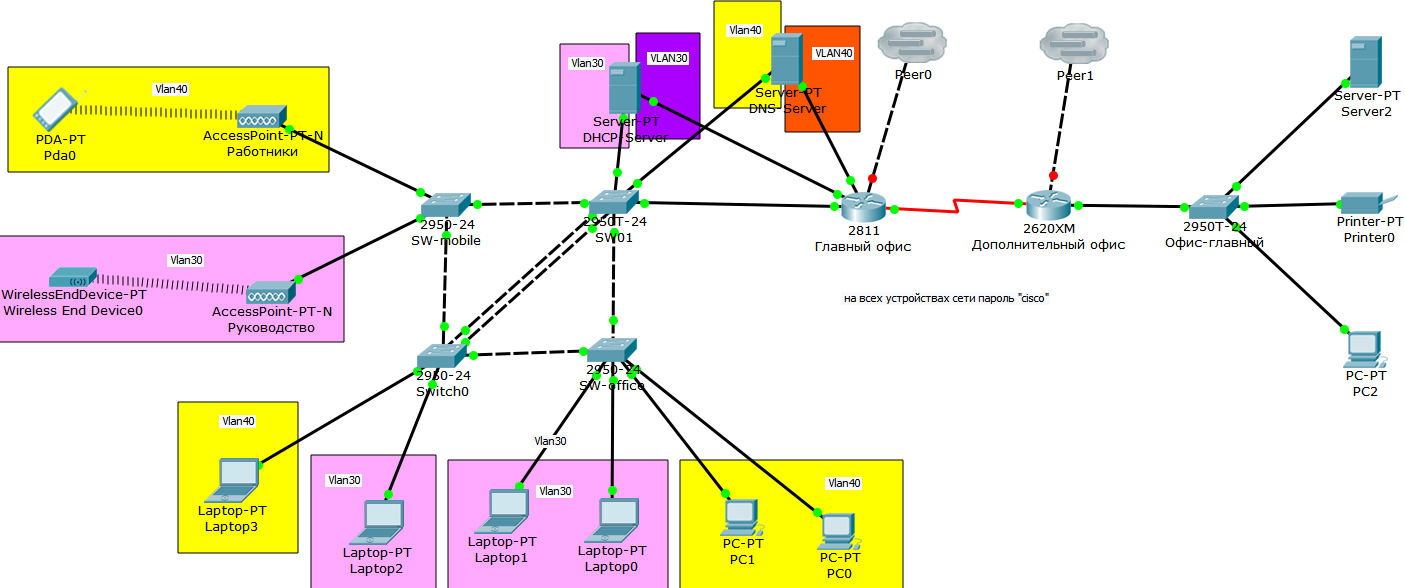 Vlan40
PDA-PT
Pda0
AccessPoint-PT-N
Работники
Vlan30
WirelessEndDevice-PT
Wireless End Device0
AccessPoint-PT-N
Руководство
2950-24
SW-mobile
Vlan30
VLAN30
Server-PT
DHCP-Server
Vlan40
VLAN40
Server-PT
DNS-Server
2950T-24
SW01
Peer0
Peer1
2811
Главный офис
2620XM
Дополнительный офис
на всех устройствах сети пароль "cisco"
2950T-24
Офис-главный
Server-PT
Server2
Printer-PT
Printer0
PC-PT
PC2
2950-24
Switch0
2950-24
SW-office
Vlan40
Laptop-PT
Laptop3
Vlan30
Laptop-PT
Laptop2
Vlan30
Vlan30
Laptop-PT
Laptop1
Laptop-PT
Laptop0
Vlan40
PC-PT
PC1
PC-PT
PC0